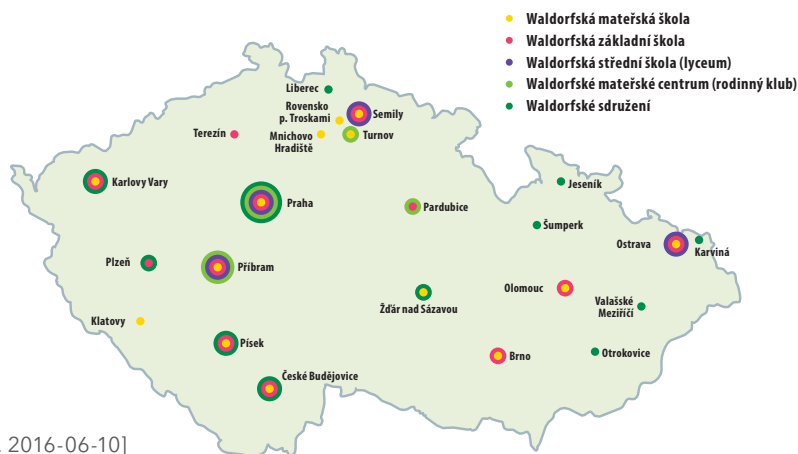 Waldorfská mateřská škola
Waldorfská základní škola
Waldorfská střední škola (lyceum)
Waldorfské mateřské centrum (rodinný klub)
Waldorfské sdružení
Liberec
Rovensko
p. Troskami
Semily
Terezín
Mnichovo
Hradiště
Turnov
Karlovy Vary
Praha
Pardubice
Jeseník
Šumperk
Ostrava
Karviná
Plzeň
Příbram
Olomouc
Žďár nad Sázavou
Valašské
Meziříčí
Klatovy
Písek
Brno
Otrokovice
České Budějovice
2016-06-10]